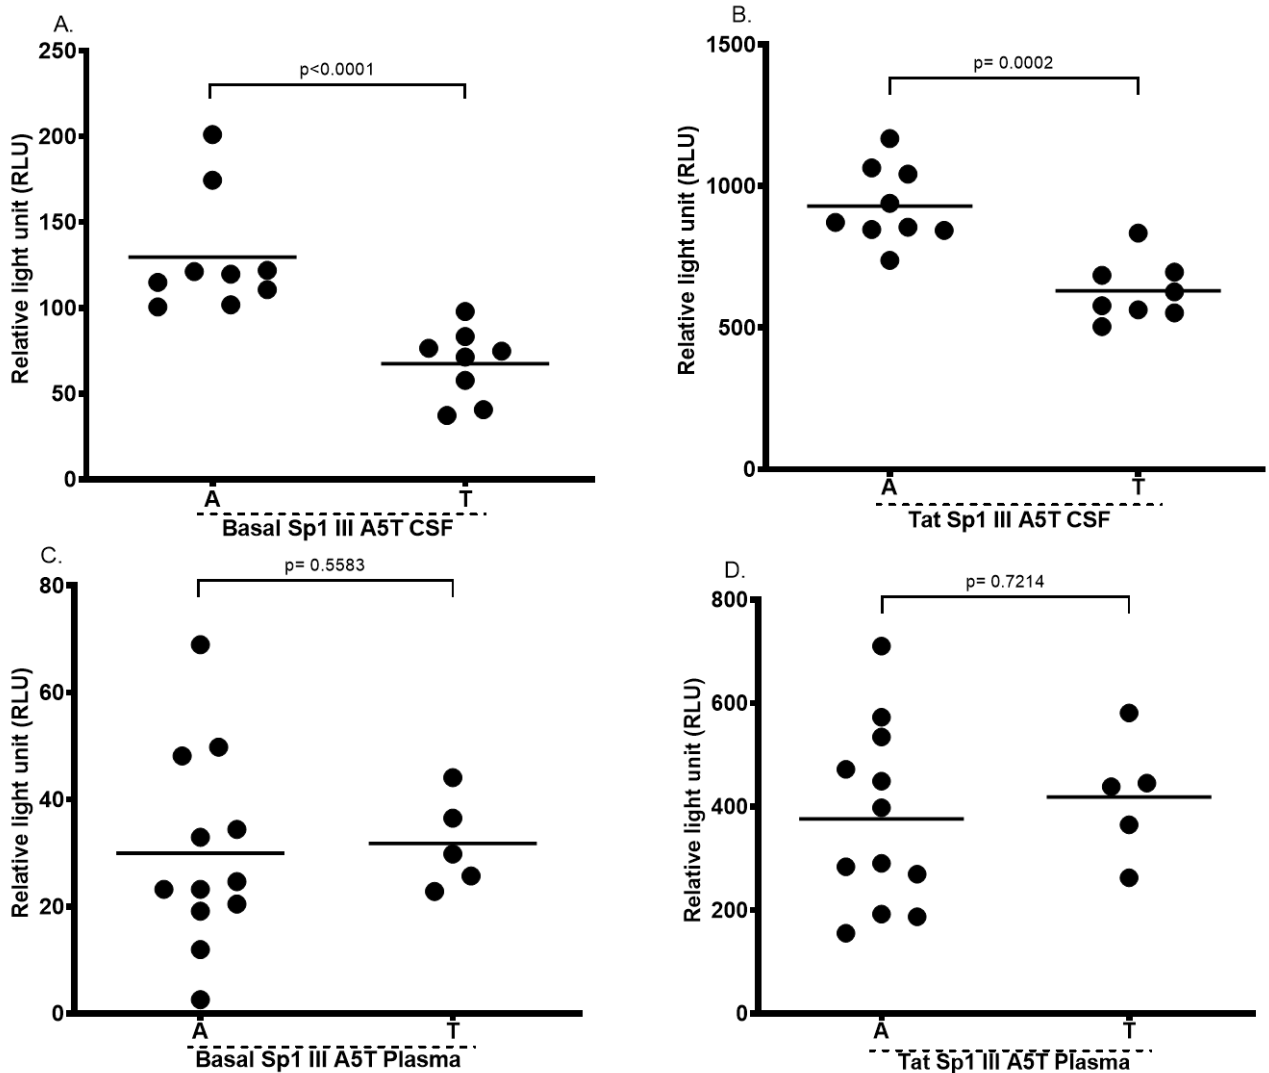 A.
250
200
150
100
50
0
Relative light unit (RLU)
p<0.0001
A T
Basal Sp1 III A5T CSF
B.
1500
1000
500
0
Relative light unit (RLU)
p= 0.0002
A T
Tat Sp1 III A5T CSF
C.
80
60
40
20
0
Relative light unit (RLU)
p= 0.5583
A T
Basal Sp1 III A5T Plasma
D.
800
600
400
200
0
Relative light unit (RLU)
p= 0.7214
A T
Tat Sp1 III A5T Plasma